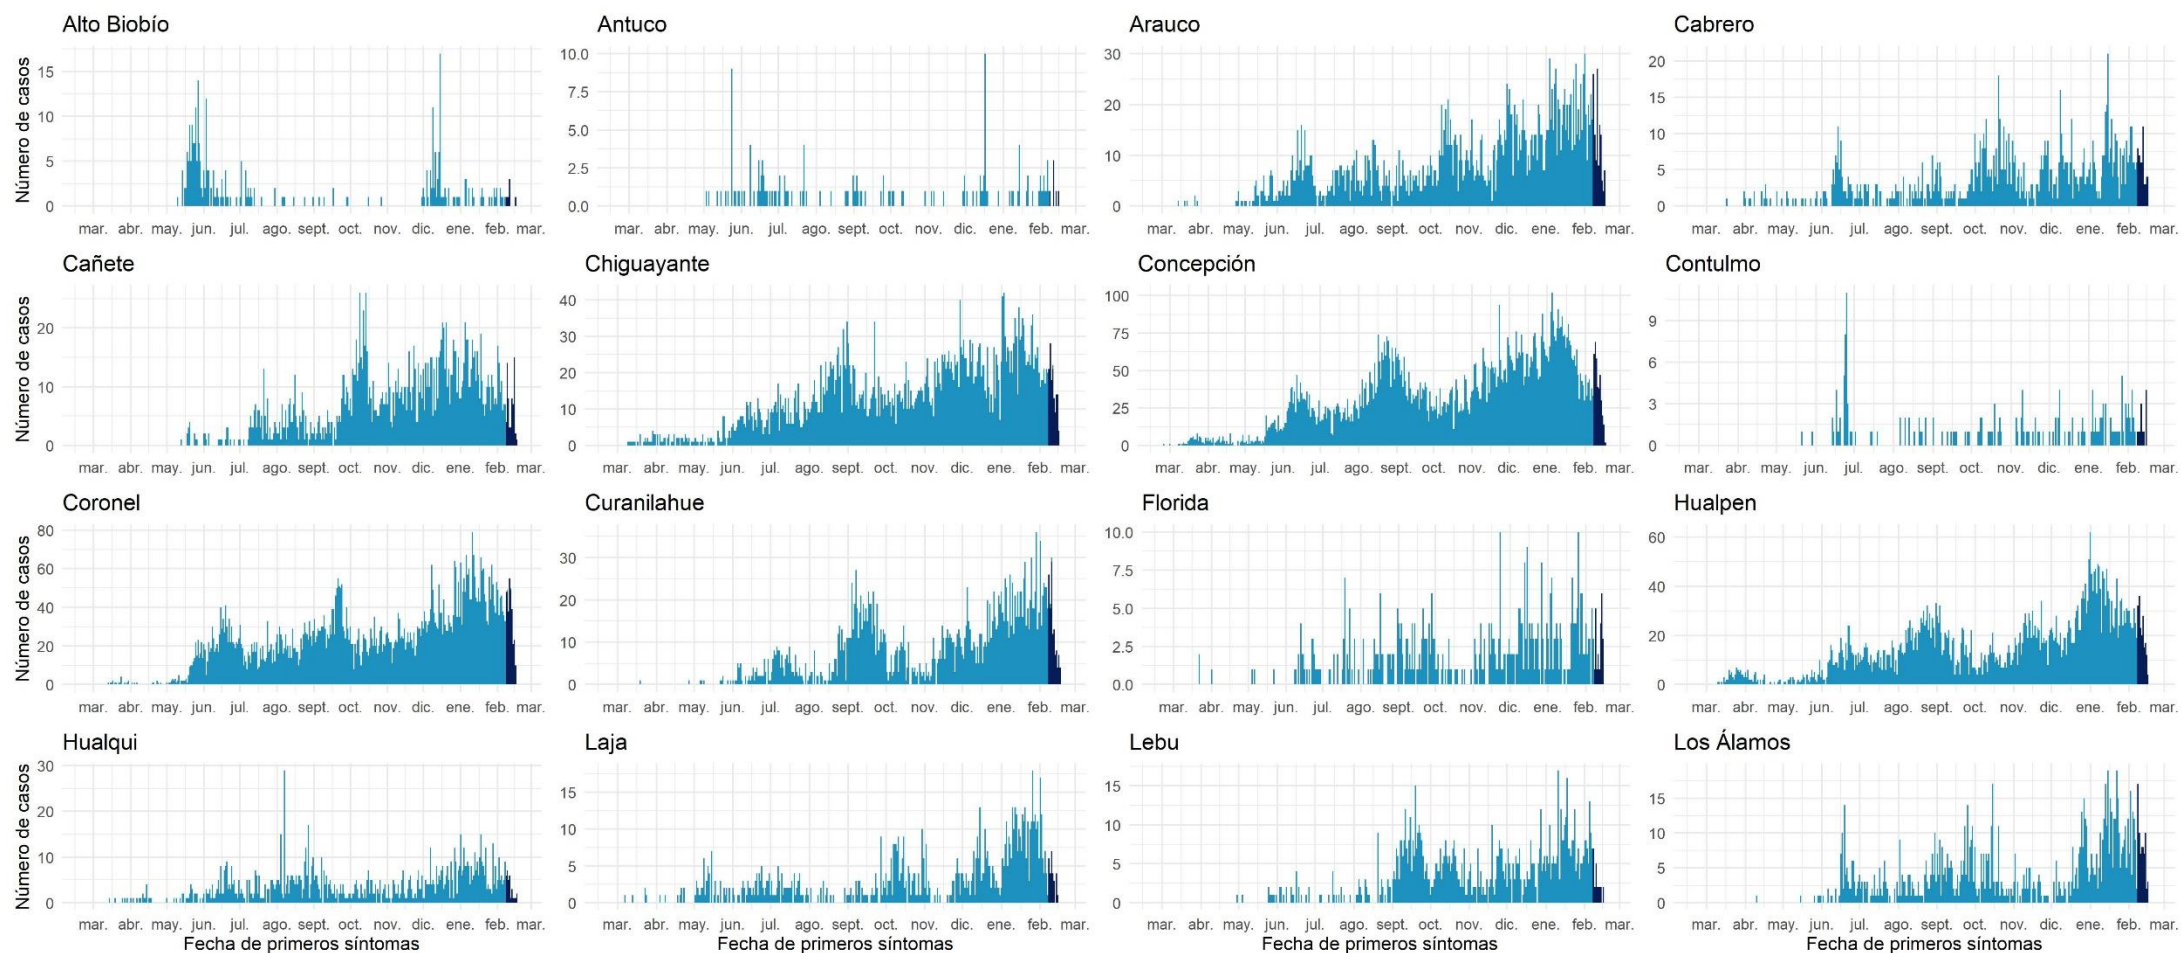 Alto Biobío
Antuco
Arauco
Cabrero
Número de casos
15
10
5
0
10.0
7.5
5.0
2.5
0.0
30
20
10
0
20
15
10
5
0
mar. abr. may. jun. jul. ago. sept. oct. nov. dic. ene. feb. mar.
mar. abr. may. jun. jul. ago. sept. oct. nov. dic. ene. feb. mar.
mar. abr. may. jun. jul. ago. sept. oct. nov. dic. ene. feb. mar.
mar. abr. may. jun. jul. ago. sept. oct. nov. dic. ene. feb. mar.
Cañete
Chiguayante
Concepción
Contulmo
Número de casos
20
10
0
40
30
20
10
0
100
75
50
25
0
9
6
3
0
mar. abr. may. jun. jul. ago. sept. oct. nov. dic. ene. feb. mar.
mar. abr. may. jun. jul. ago. sept. oct. nov. dic. ene. feb. mar.
mar. abr. may. jun. jul. ago. sept. oct. nov. dic. ene. feb. mar.
mar. abr. may. jun. jul. ago. sept. oct. nov. dic. ene. feb. mar.
Coronel
Curanilahue
Florida
Hualpen
Número de casos
80
60
40
20
0
30
20
10
0
10.0
7.5
5.0
2.5
0.0
60
40
20
0
mar. abr. may. jun. jul. ago. sept. oct. nov. dic. ene. feb. mar.
mar. abr. may. jun. jul. ago. sept. oct. nov. dic. ene. feb. mar.
mar. abr. may. jun. jul. ago. sept. oct. nov. dic. ene. feb. mar.
mar. abr. may. jun. jul. ago. sept. oct. nov. dic. ene. feb. mar.
Hualqui
Laja
Lebu
Los Álamos
Número de casos
30
20
10
0
15
10
5
0
15
10
5
0
15
10
5
0
mar. abr. may. jun. jul. ago. sept. oct. nov. dic. ene. feb. mar.
mar. abr. may. jun. jul. ago. sept. oct. nov. dic. ene. feb. mar.
mar. abr. may. jun. jul. ago. sept. oct. nov. dic. ene. feb. mar.
mar. abr. may. jun. jul. ago. sept. oct. nov. dic. ene. feb. mar.
Fecha de primeros síntomas
Fecha de primeros síntomas
Fecha de primeros síntomas
Fecha de primeros síntomas